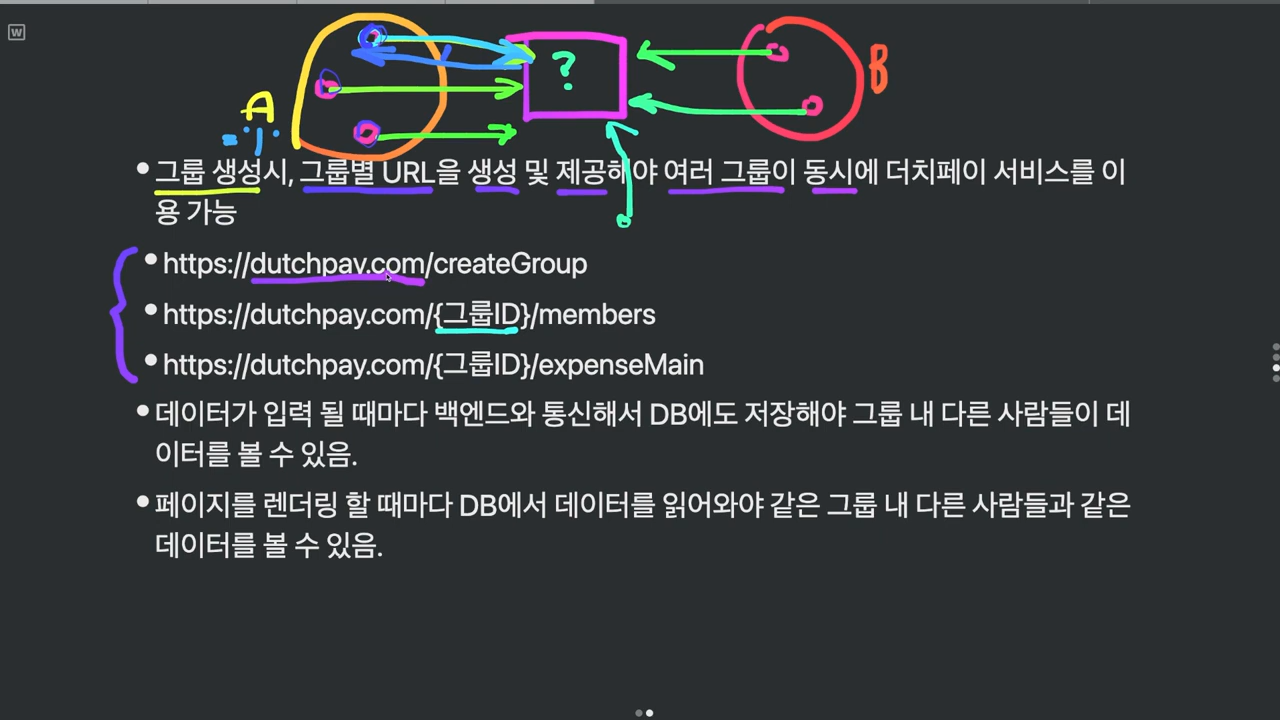 W
?
A
B
• 그룹 생성시, 그룹별 URL을 생성 및 제공해야 여러 그룹이 동시에 더치페이 서비스를 이
용 가능
• https://dutchpay.com/createGroup
• https://dutchpay.com/{그룹ID}/members
• https://dutchpay.com/{그룹ID}/expenseMain
• 데이터가 입력 될 때마다 백엔드와 통신해서 DB에도 저장해야 그룹 내 다른 사람들이 데
이터를 볼 수 있음.
• 페이지를 렌더링 할 때마다 DB에서 데이터를 읽어와야 같은 그룹 내 다른 사람들과 같은
데이터를 볼 수 있음.